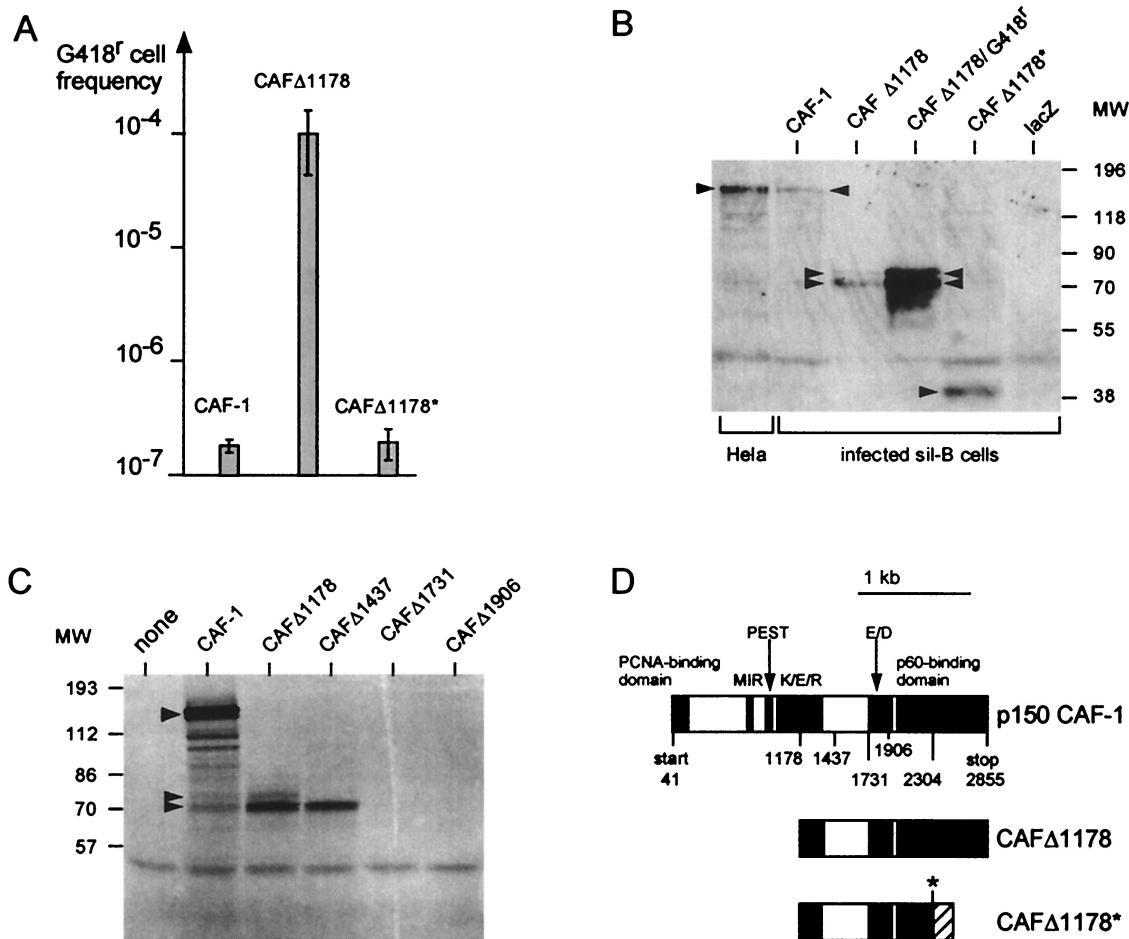 A
G418r cell
frequency
10-4
10-5
10-6
10-7
CAFΔ1178
CAF-1
CAFΔ1178*
B
CAF-1
CAF Δ1178
CAF Δ1178/ G418r
CAF Δ1178*
lacZ
MW
196
118
90
70
55
38
Hela
infected sil-B cells
C
MW
none
CAF-1
CAFΔ1178
CAFΔ1437
CAFΔ1731
CAFΔ1906
193
112
86
70
57
D
1 kb
PEST
E/D
PCNA-binding
domain
MIR
K/E/R
p60-binding
domain
p150 CAF-1
start
41
1178
1437
1731
1906
2304
stop
2855
CAFΔ1178
*
CAFΔ1178*